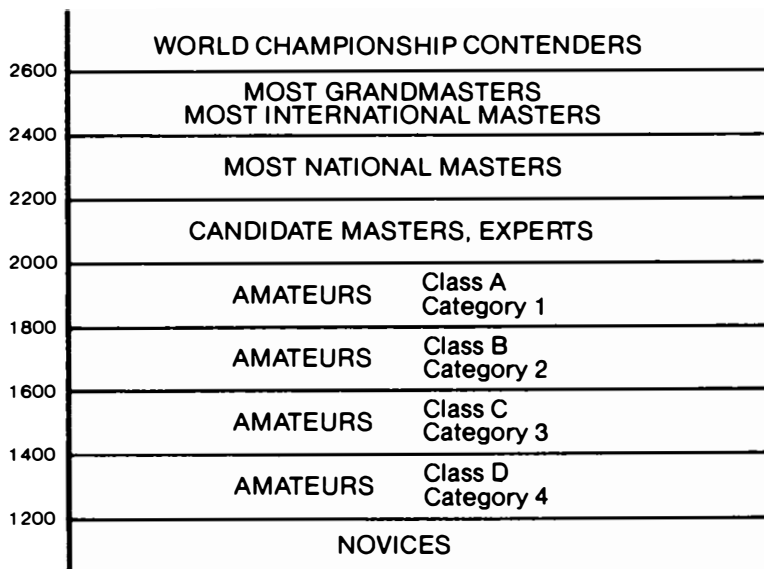 WORLD CHAMPIONSHIP CONTENDERS
2600
MOST GRANDMASTERS
MOST INTERNATIONAL MASTERS
2400
MOST NATIONAL MASTERS
2200
CANDIDATE MASTERS, EXPERTS
2000
AMATEURS Class A
Category 1
1800
AMATEURS Class B
Category 2
1600
AMATEURS Class C
Category 3
1400
AMATEURS Class D
Category 4
1200
NOVICES